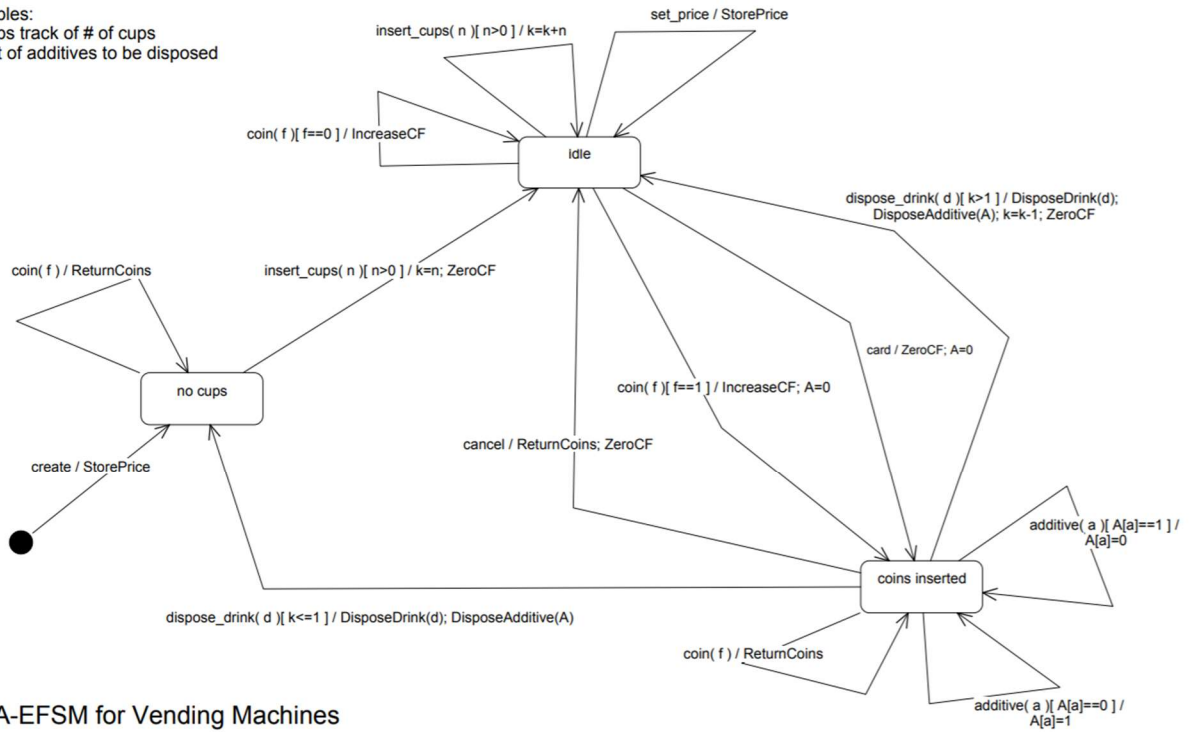 bles:
ps track of # of cups
t of additives to be disposed
set_price / StorePrice
insert_cups( n )[ n>0 ] / k=k+n
coin( f )[ f==0 ] / IncreaseCF
idle
dispose_drink( d )[ k>1 ] / DisposeDrink(d);
DisposeAdditive(A); k=k-1; ZeroCF
coin( f ) / ReturnCoins
insert_cups( n )[ n>0 ] / k=n; ZeroCF
card / ZeroCF; A=0
no cups
coin( f )[ f==1 ] / IncreaseCF; A=0
cancel / ReturnCoins; ZeroCF
create / StorePrice
additive( a )[ A[a]==1 ] /
A[a]=0
coins inserted
dispose_drink( d )[ k<=1 ] / DisposeDrink(d); DisposeAdditive(A)
coin( f ) / ReturnCoins
additive( a )[ A[a]==0 ] /
A[a]=1
A-EFSM for Vending Machines